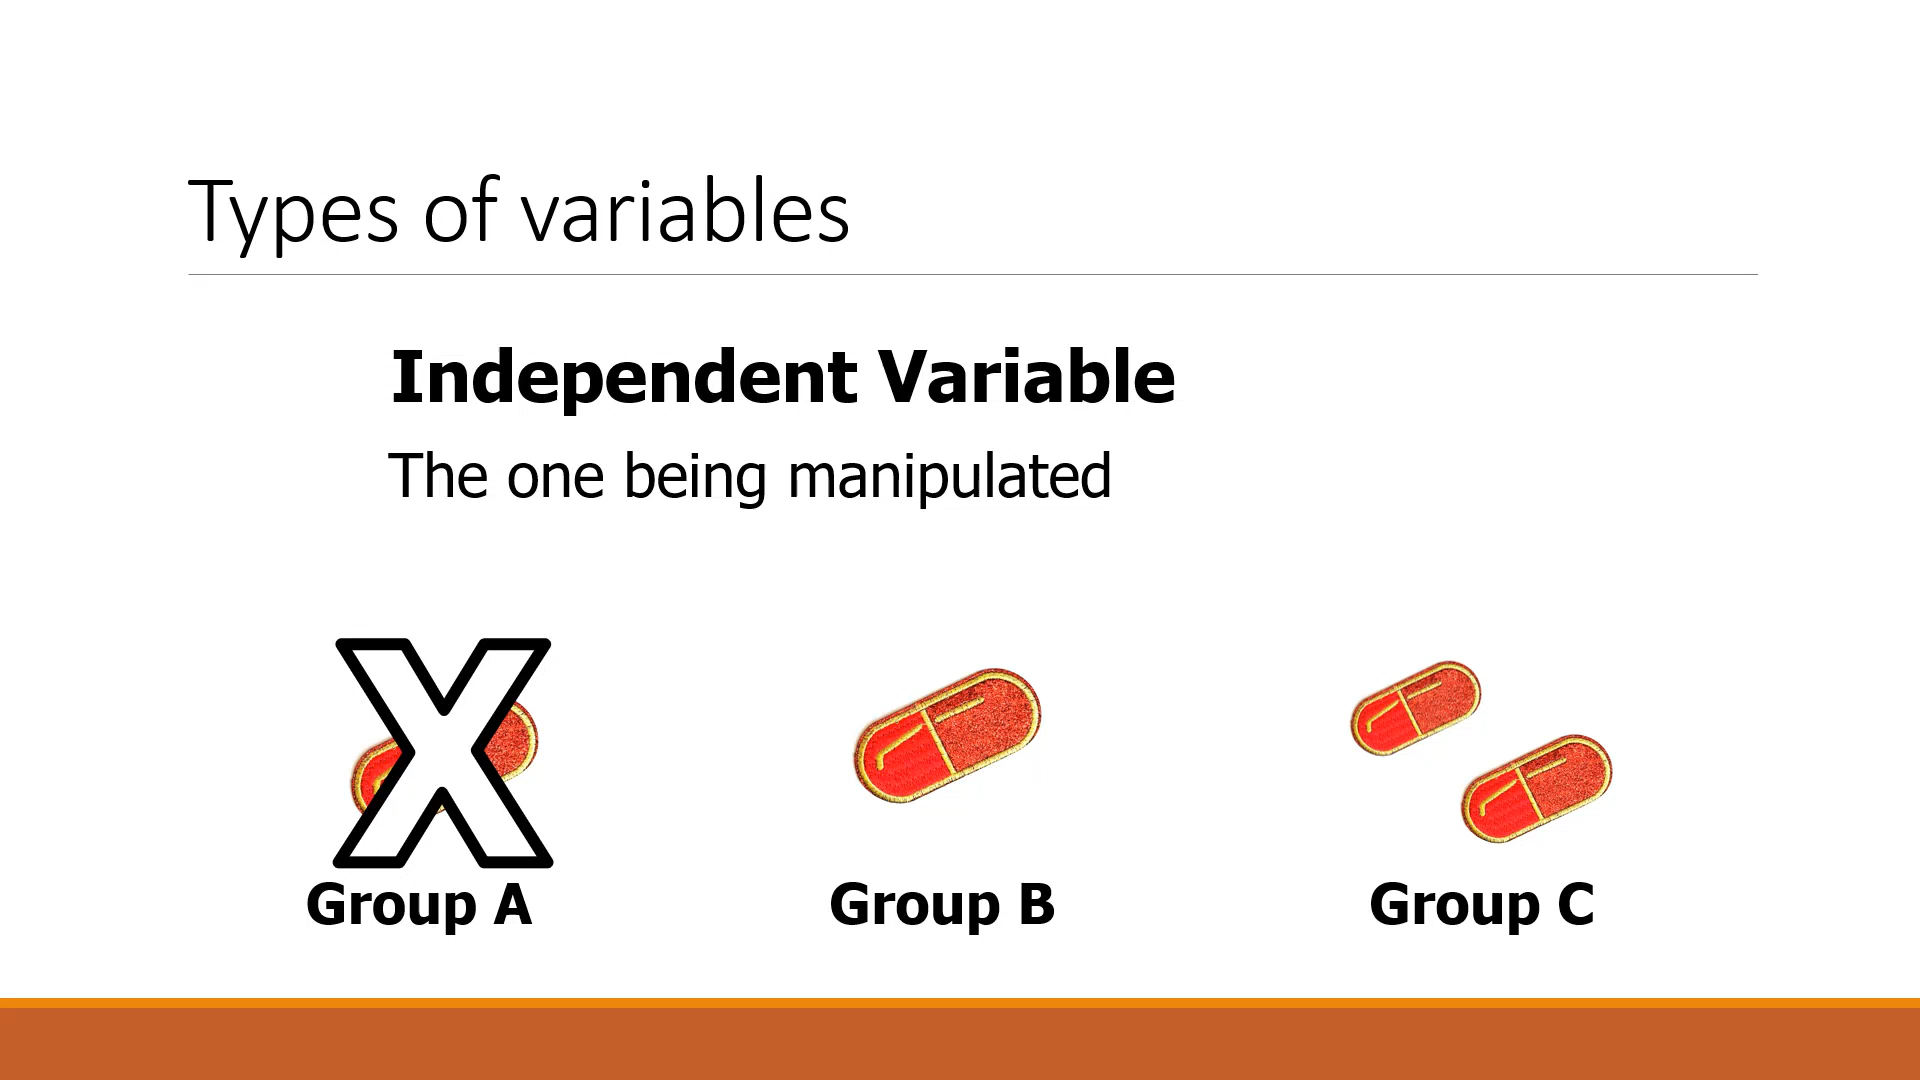 Types of variables
Independent Variable
The one being manipulated
X
Group A
Group B
Group C